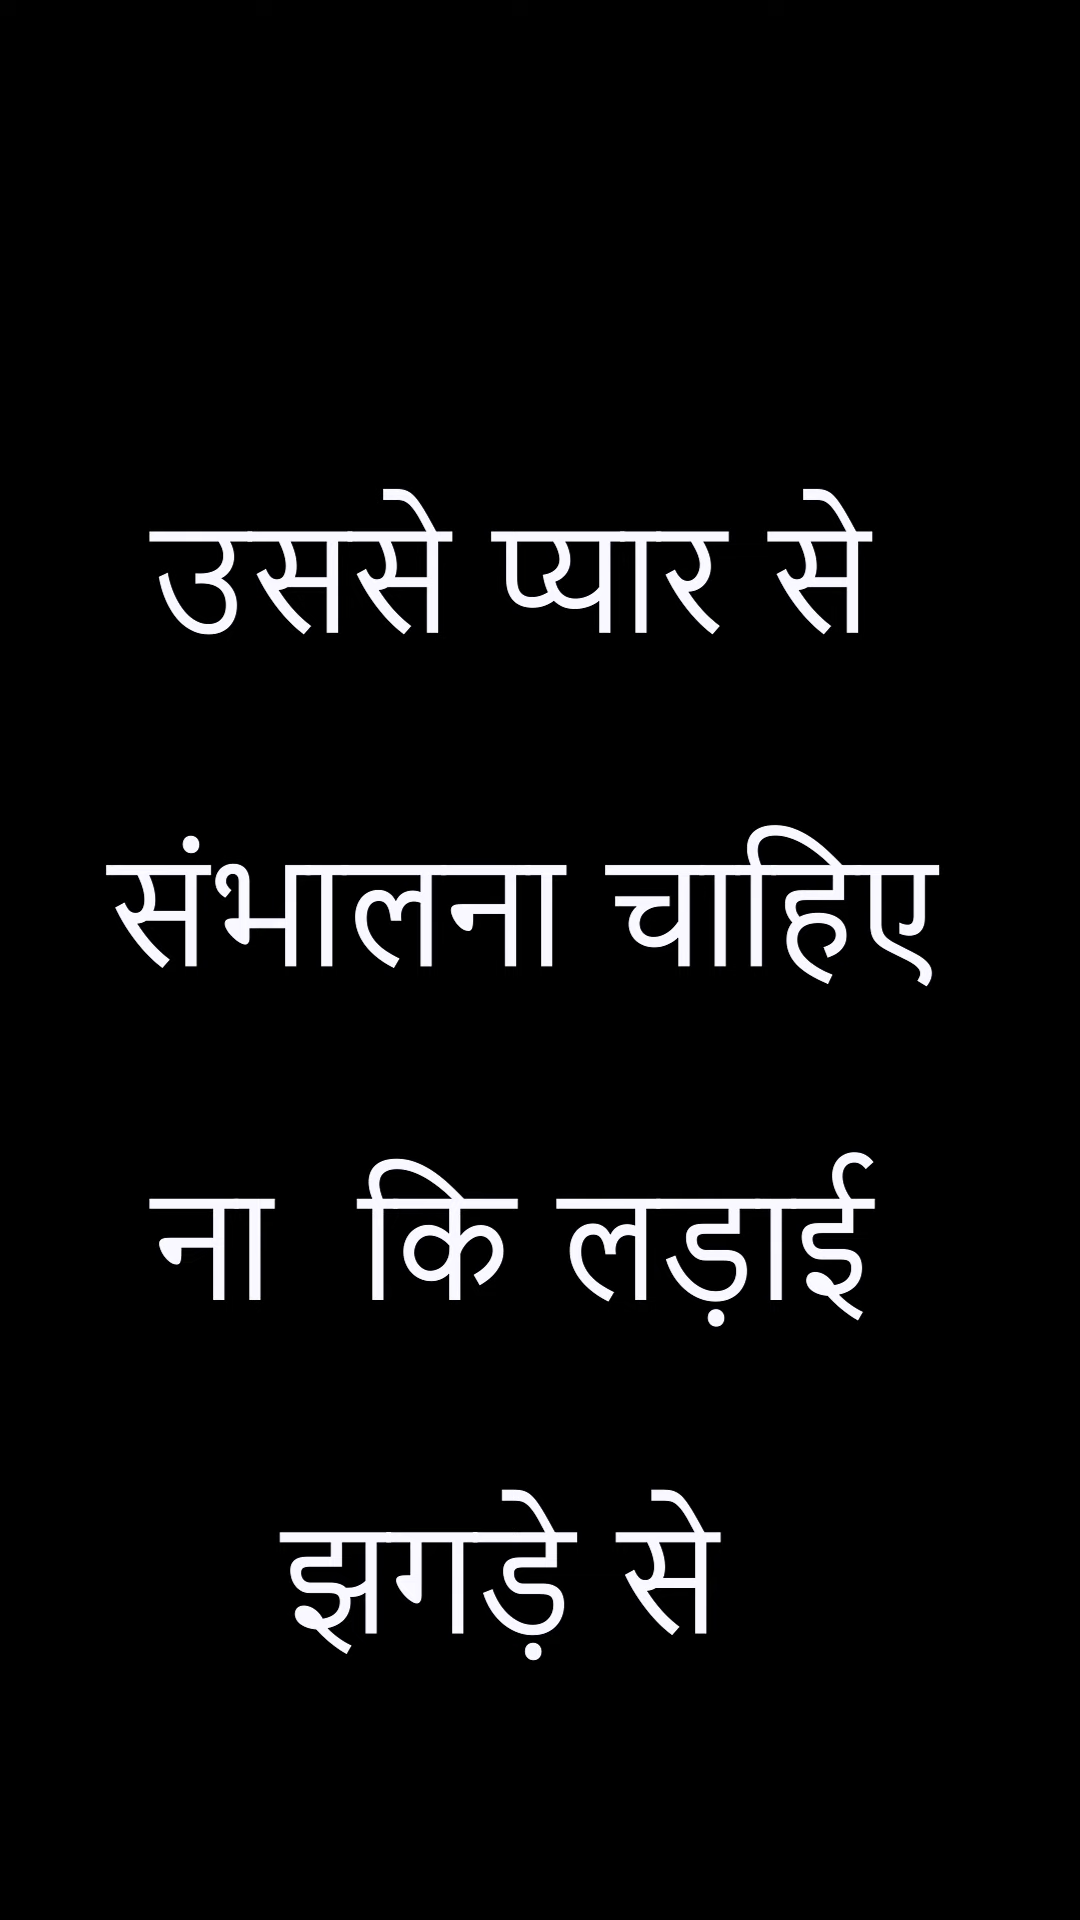 उससे प्यार से
संभालना चाहिए
ना  कि लड़ाई
झगड़े से